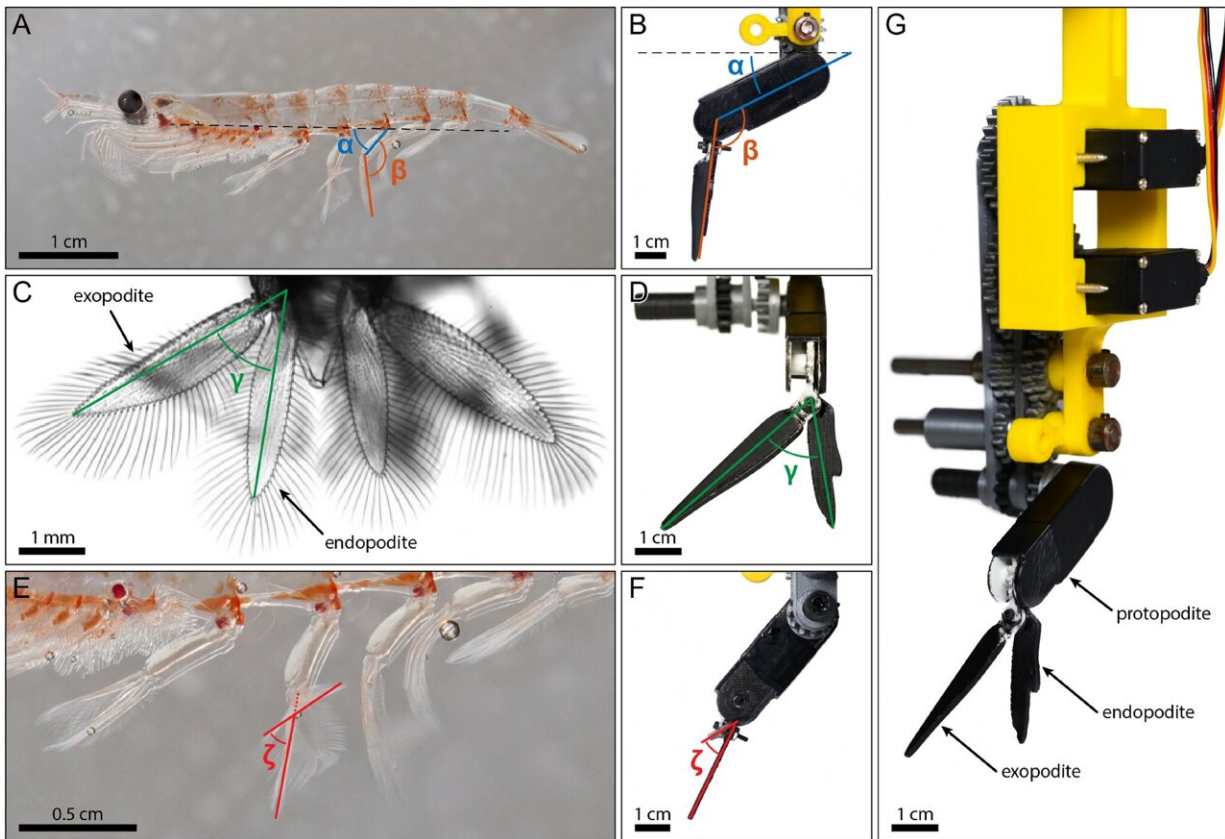 A
α
β
1 cm
B
α
β
1 cm
C
exopodite
γ
endopodite
1 mm
D
γ
1 cm
E
ζ
0.5 cm
F
ζ
1 cm
G
protopodite
endopodite
exopodite
1 cm